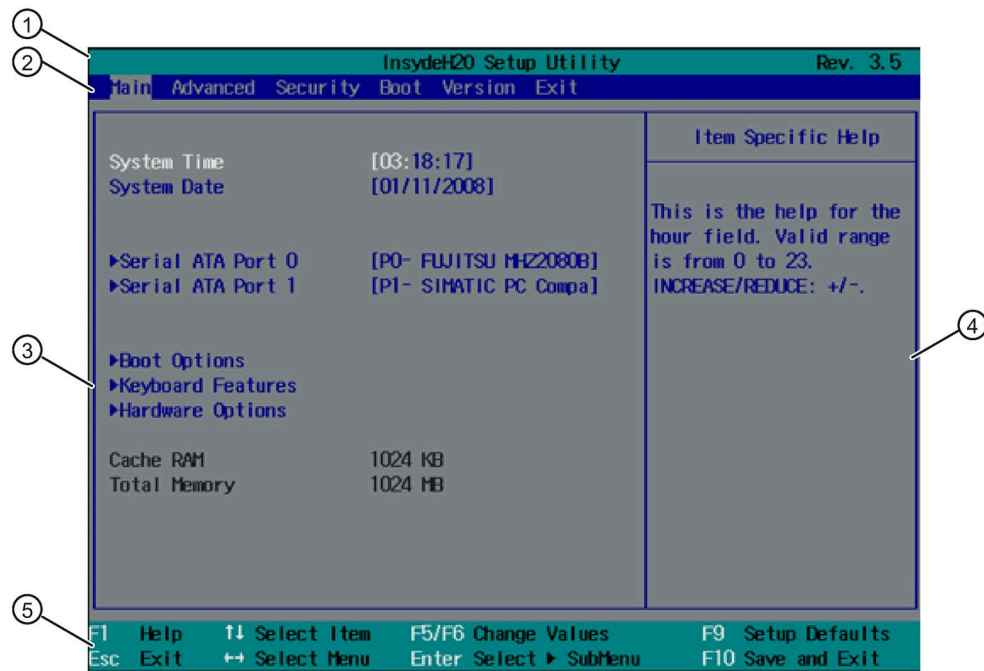 ①
InsydeH20 Setup Utility Rev. 3.5
②
Main Advanced Security Boot Version Exit
Item Specific Help
System Time [03:18:17]
System Date [01/11/2008]
This is the help for the
hour field. Valid range
is from 0 to 23.
INCREASE/REDUCE: +/-.
▶Serial ATA Port 0 [P0- FUJITSU MHZ2080B]
▶Serial ATA Port 1 [P1- SIMATIC PC Compa]
③
④
▶Boot Options
▶Keyboard Features
▶Hardware Options
Cache RAM 1024 KB
Total Memory 1024 MB
⑤
F1 Help ↑↓ Select Item F5/F6 Change Values F9 Setup Defaults
Esc Exit ↔ Select Menu Enter Select ▶ SubMenu F10 Save and Exit